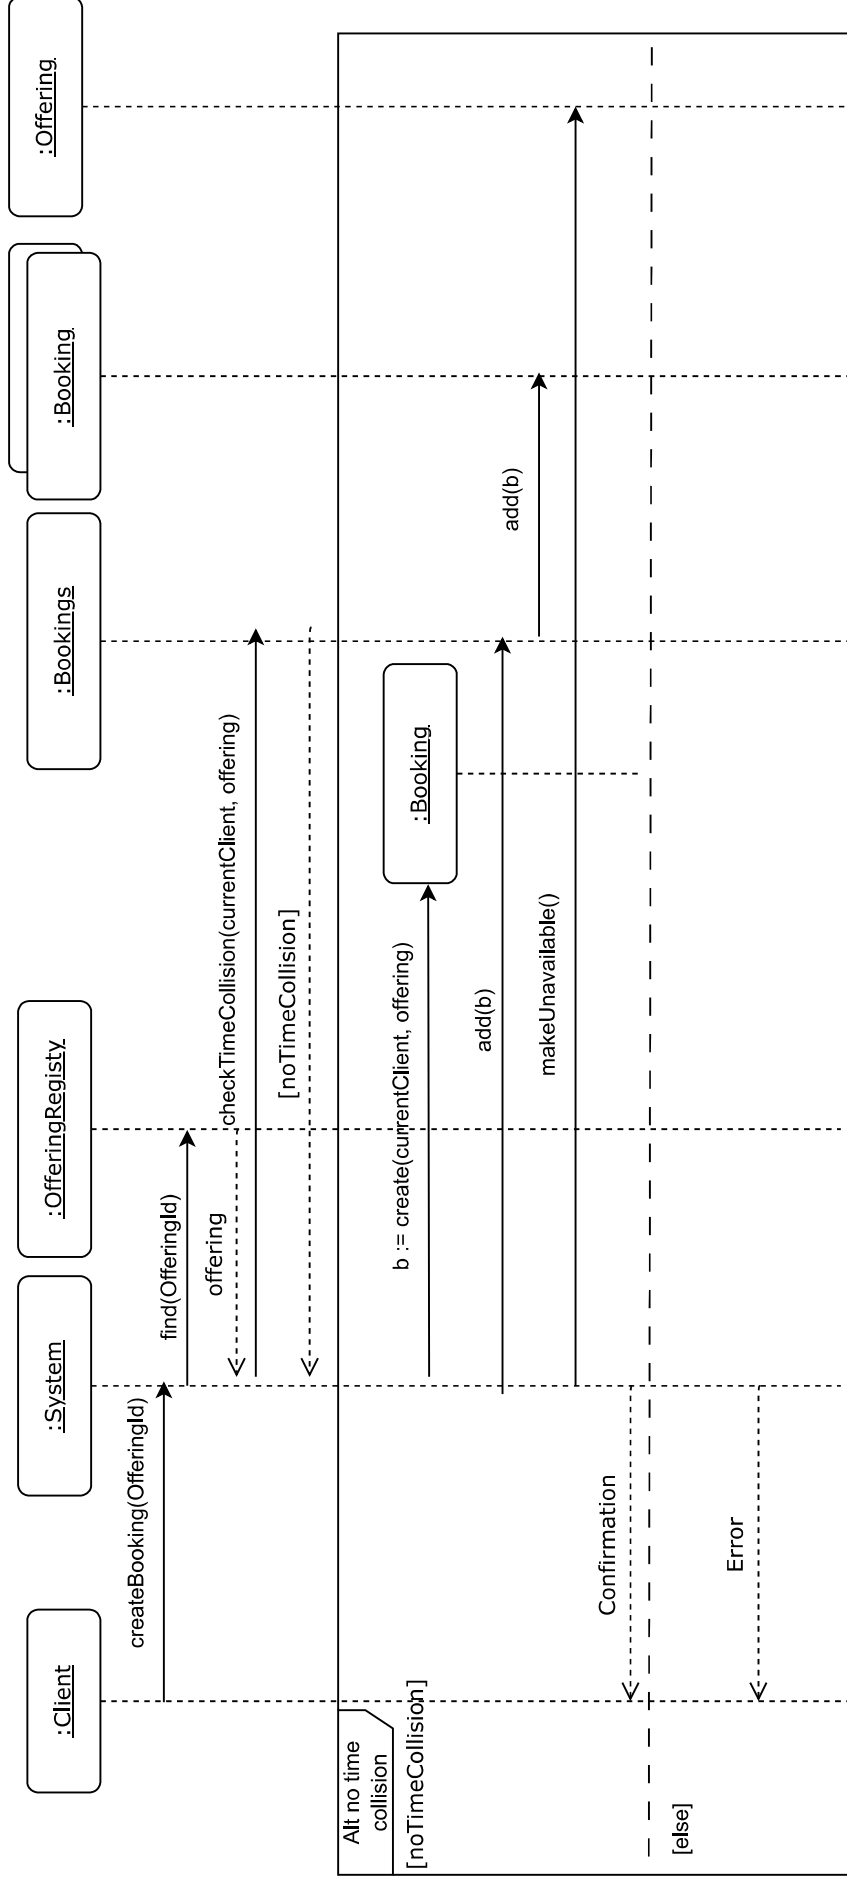 :Client
:System
:OfferingRegisty
:Bookings
:Booking
:Offering
createBooking(OfferingId)
find(OfferingId)
offering
checkTimeCollision(currentClient, offering)
[noTimeCollision]
Alt no time
collision
[noTimeCollision]
b := create(currentClient, offering)
:Booking
add(b)
add(b)
makeUnavailable()
Confirmation
[else]
Error